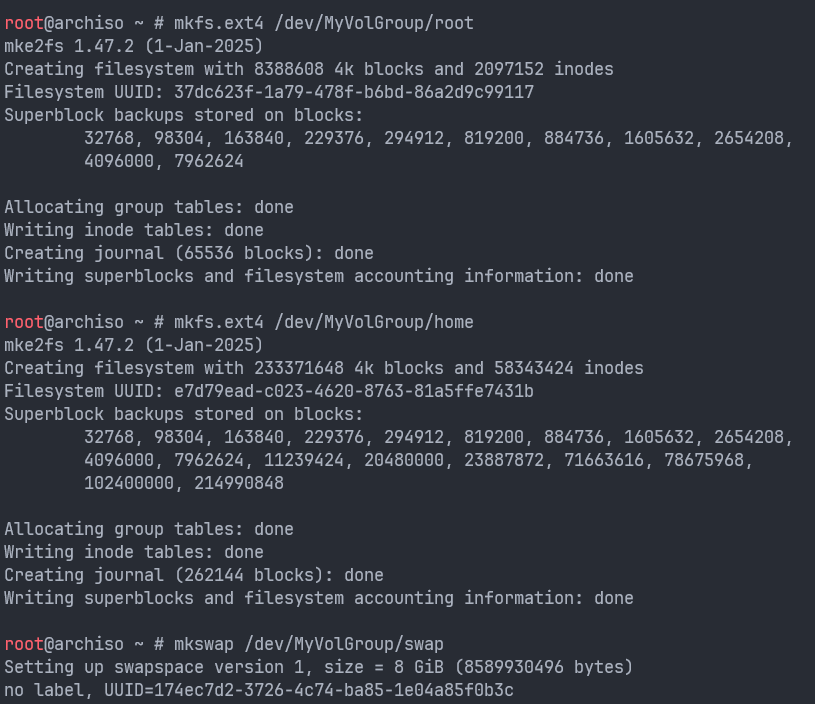 root@archiso ~ # mkfs.ext4 /dev/MyVolGroup/root
mke2fs 1.47.2 (1-Jan-2025)
Creating filesystem with 8388608 4k blocks and 2097152 inodes
Filesystem UUID: 37dc623f-1a79-478f-b6bd-86a2d9c99117
Superblock backups stored on blocks:
        32768, 98304, 163840, 229376, 294912, 819200, 884736, 1605632, 2654208,
        4096000, 7962624

Allocating group tables: done
Writing inode tables: done
Creating journal (65536 blocks): done
Writing superblocks and filesystem accounting information: done

root@archiso ~ # mkfs.ext4 /dev/MyVolGroup/home
mke2fs 1.47.2 (1-Jan-2025)
Creating filesystem with 233371648 4k blocks and 58343424 inodes
Filesystem UUID: e7d79ead-c023-4620-8763-81a5ffe7431b
Superblock backups stored on blocks:
        32768, 98304, 163840, 229376, 294912, 819200, 884736, 1605632, 2654208,
        4096000, 7962624, 11239424, 20480000, 23887872, 71663616, 78675968,
        102400000, 214990848

Allocating group tables: done
Writing inode tables: done
Creating journal (262144 blocks): done
Writing superblocks and filesystem accounting information: done

root@archiso ~ # mkswap /dev/MyVolGroup/swap
Setting up swapspace version 1, size = 8 GiB (8589930496 bytes)
no label, UUID=174ec7d2-3726-4c74-ba85-1e04a85f0b3c